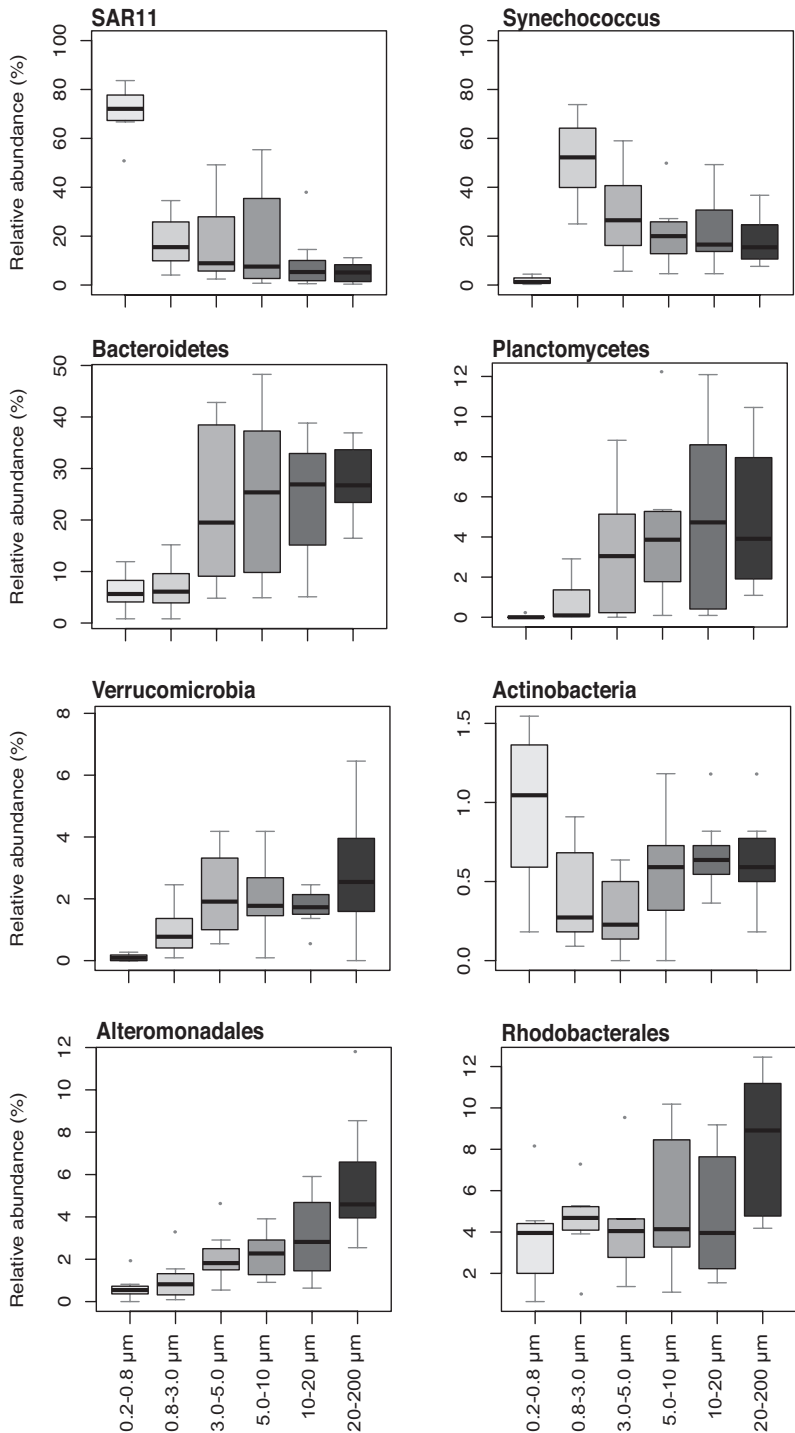 SAR11
Synechococcus
Relative abundance (%)
100
80
60
40
20
0
100
80
60
40
20
0
Bacteroidetes
Planctomycetes
Relative abundance (%)
50
40
30
20
10
0
12
10
8
6
4
2
0
Verrucomicrobia
Actinobacteria
Relative abundance (%)
8
6
4
2
0
1.5
1.0
0.5
0.0
Alteromonadales
Rhodobacterales
Relative abundance (%)
12
10
8
6
4
2
0
12
10
8
6
4
2
0.2-0.8 µm
0.8-3.0 µm
3.0-5.0 µm
5.0-10 µm
10-20 µm
20-200 µm
0.2-0.8 µm
0.8-3.0 µm
3.0-5.0 µm
5.0-10 µm
10-20 µm
20-200 µm